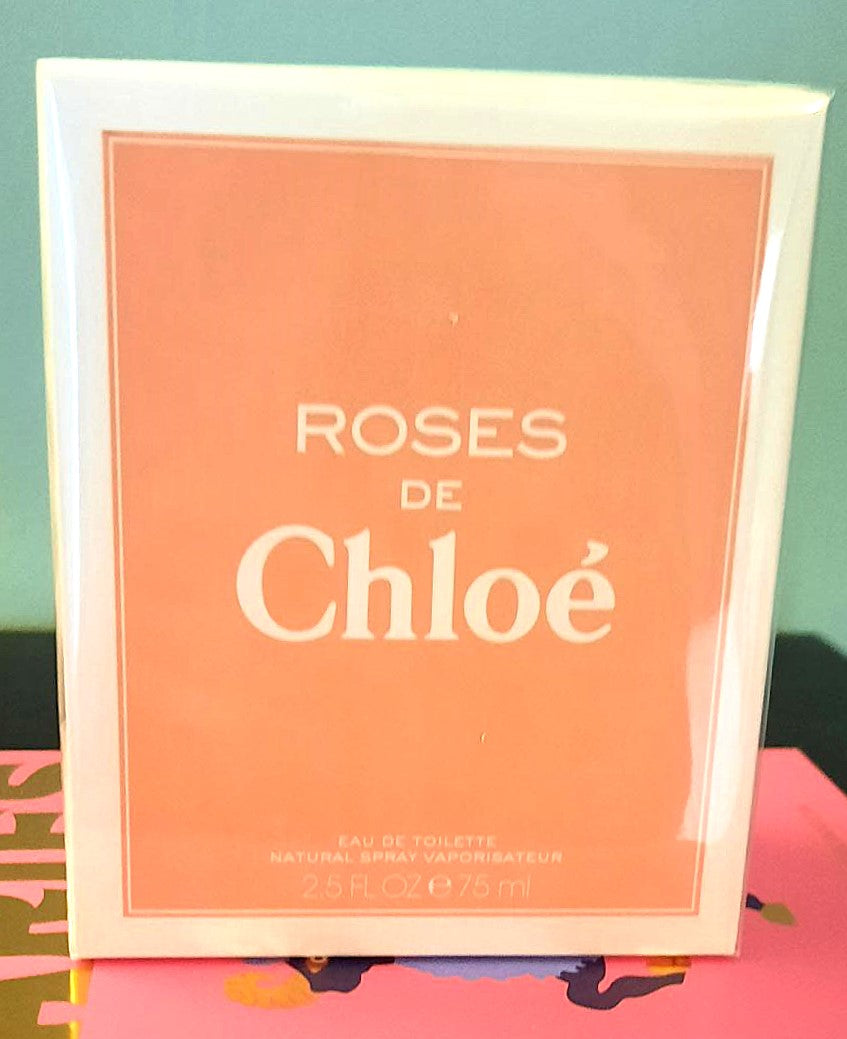 ROSES
DE
Chloé
EAU DE TOILETTE
NATURAL SPRAY VAPORISATEUR
2.5 FL OZ ℮ 75 ml